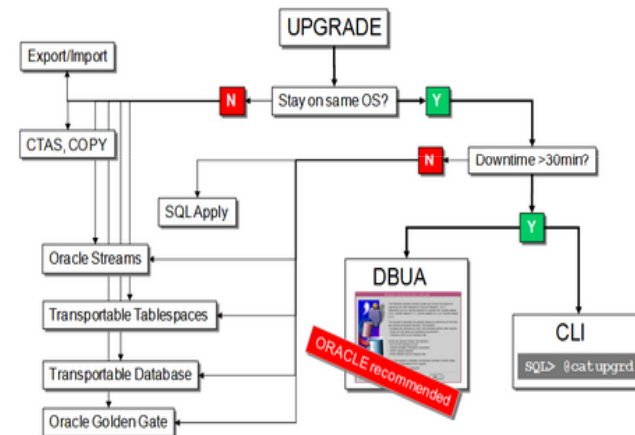 UPGRADE
Export/Import
N
Stay on same OS?
Y
CTAS, COPY
N
Downtime >30min?
SQL Apply
Y
Oracle Streams
DBUA
Transportable Tablespaces
CLI
SQL> @catupgrd
ORACLE recommended
Transportable Database
Oracle Golden Gate